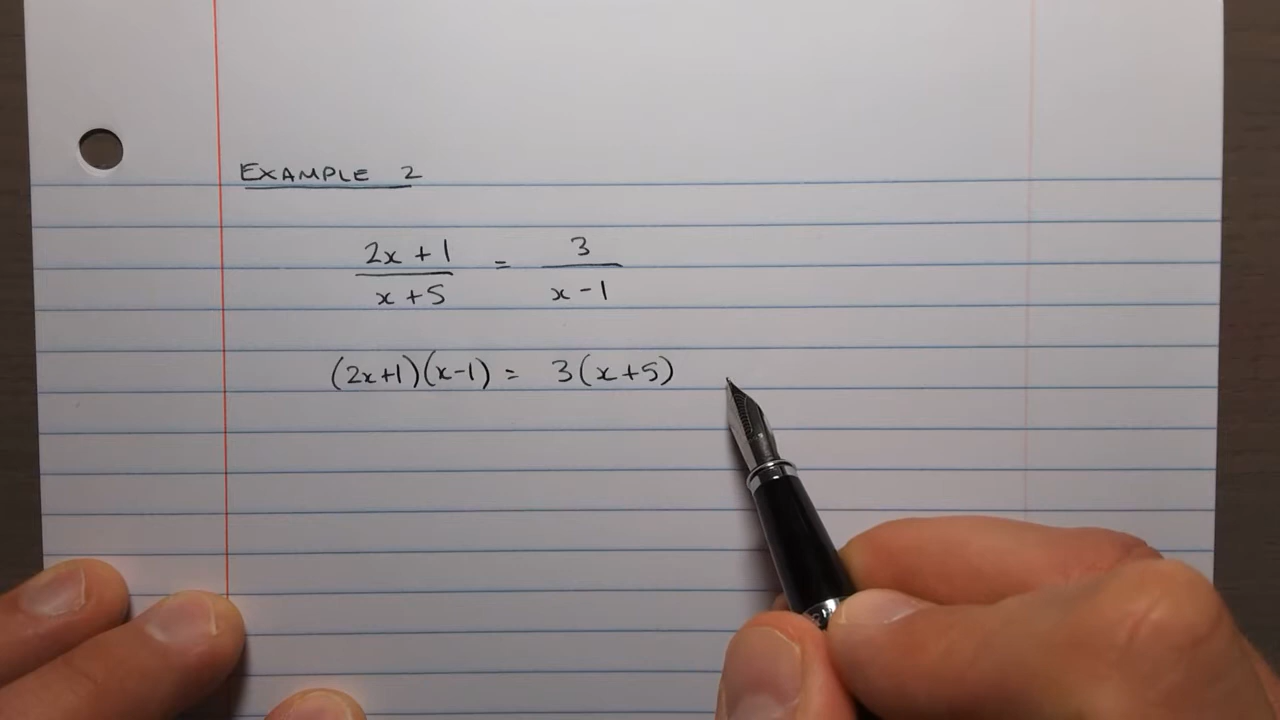 EXAMPLE 2
2x + 1 / x + 5 = 3 / x - 1
(2x+1)(x-1) = 3(x+5)